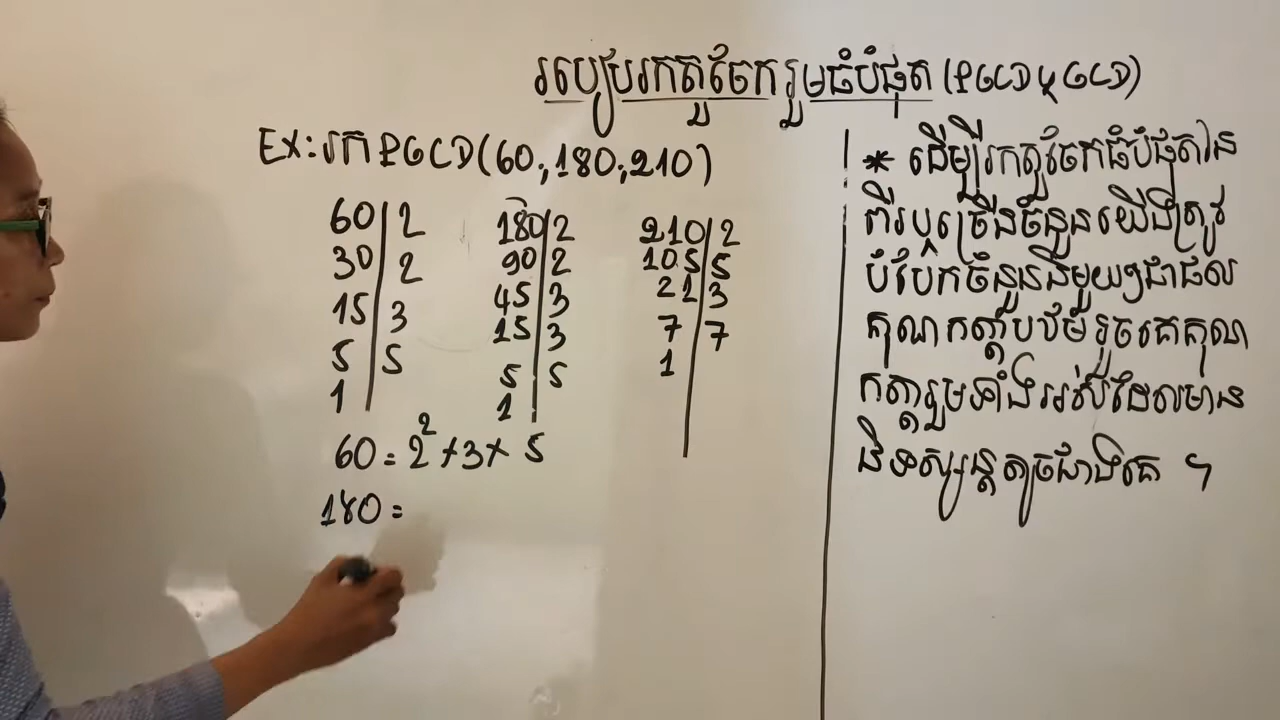 របៀបរកតួចែករួមធំបំផុត (PGCD ឬ GCD)
EX: រក PGCD(60; 180; 210)
60 | 2
30 | 2
15 | 3
5 | 5
1
180 | 2
90 | 2
45 | 3
15 | 3
5 | 5
1
210 | 2
105 | 5
21 | 3
7 | 7
1
60 = 2² × 3 × 5
180 =
* ដើម្បីរកតួចែកធំបំផុតនៃ
ពីរឬច្រើនចំនួនយើងត្រូវ
បំបែកចំនួននីមួយៗជាផល
គុណកត្តាបឋម រួចគេគុណ
កត្តារួមទាំងអស់ដែលមាន
និទស្សន្តតូចជាងគេ ។